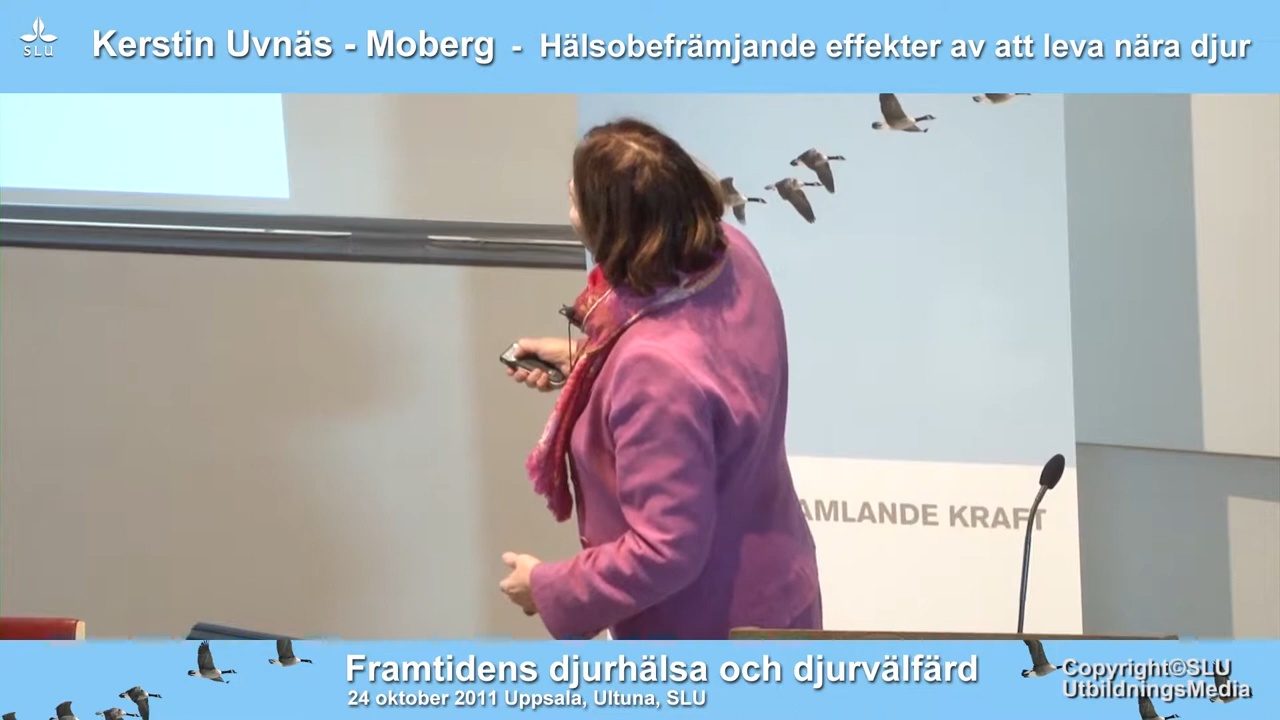 SLU
Kerstin Uvnäs - Moberg - Hälsobefrämjande effekter av att leva nära djur
AMLANDE KRAFT
Framtidens djurhälsa och djurvälfärd
24 oktober 2011 Uppsala, Ultuna, SLU
Copyright©SLU
UtbildningsMedia